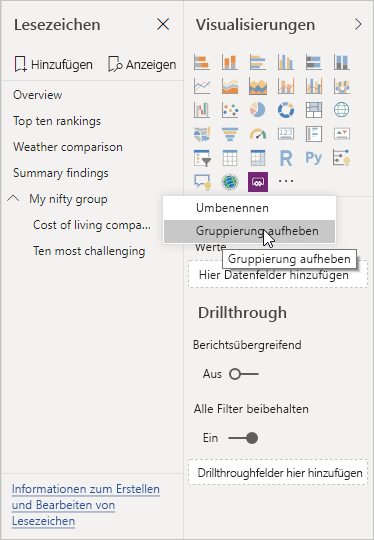 Lesezeichen
Hinzufügen
Anzeigen
Overview
Top ten rankings
Weather comparison
Summary findings
My nifty group
Cost of living compa...
Ten most challenging
Informationen zum Erstellen
und Bearbeiten von
Lesezeichen
Visualisierungen
123
R
Py
Umbenennen
Gruppierung aufheben
Werte
Gruppierung aufheben
Hier Datenfelder hinzufügen
Drillthrough
Berichtsübergreifend
Aus
Alle Filter beibehalten
Ein
Drillthroughfelder hier hinzufügen